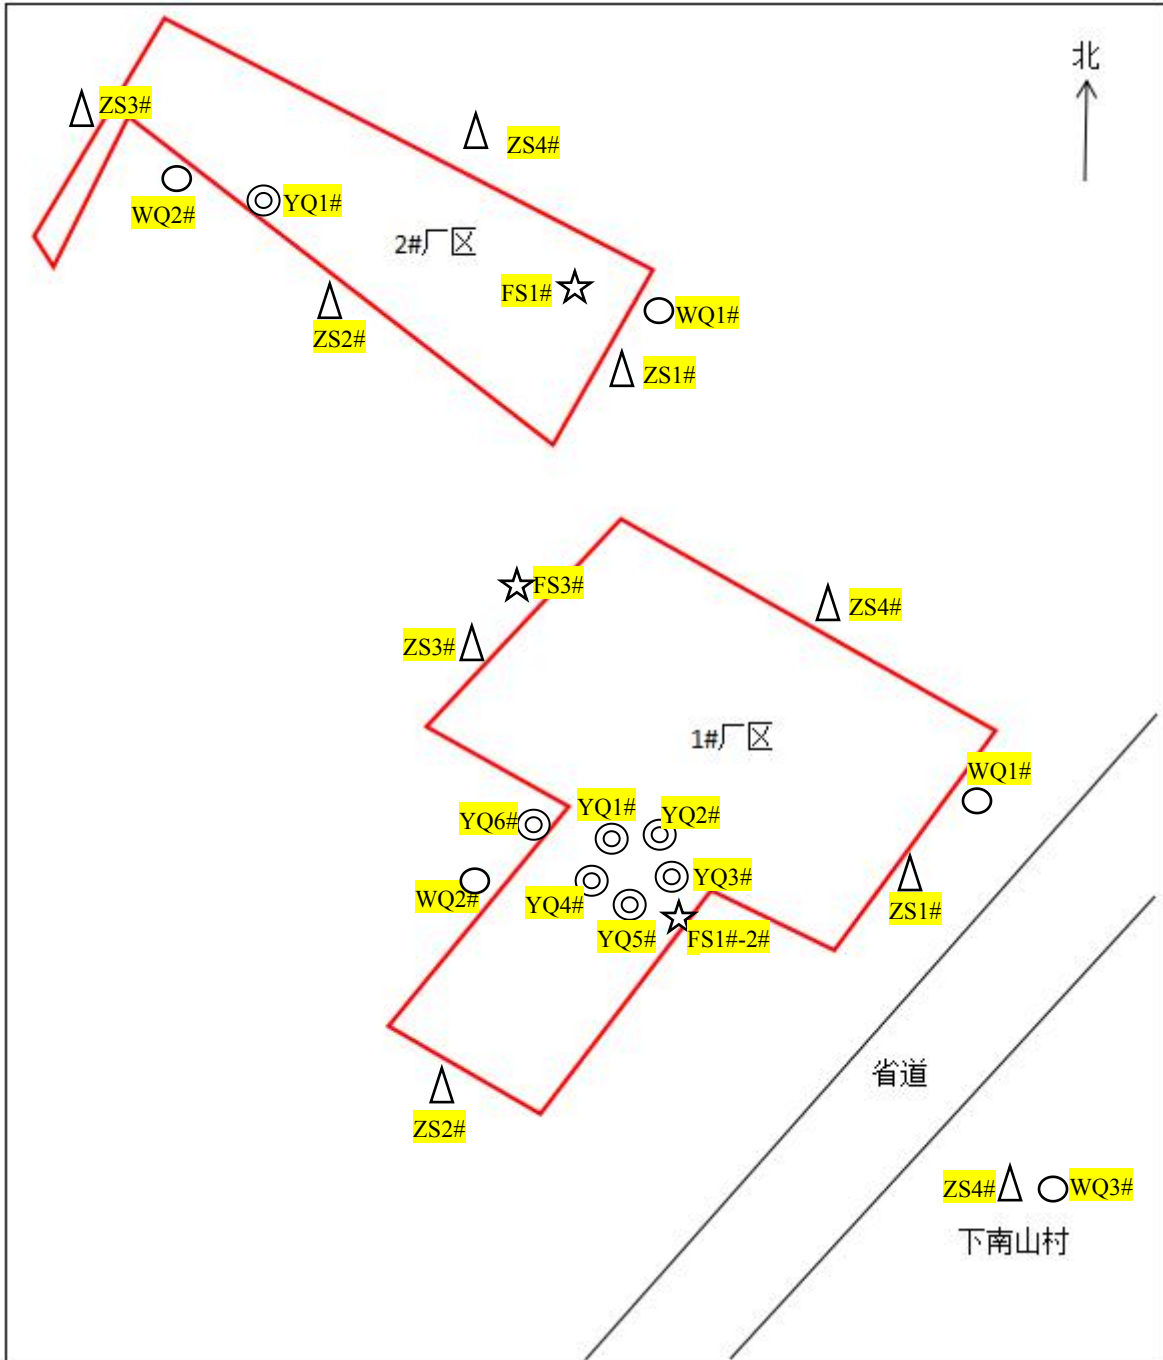 北
ZS3#
ZS4#
WQ2#
YQ1#
2#厂区
FS1#
WQ1#
ZS2#
ZS1#
FS3#
ZS4#
ZS3#
1#厂区
WQ1#
YQ1#
YQ2#
YQ6#
YQ3#
WQ2#
YQ4#
ZS1#
YQ5#
FS1#-2#
省道
ZS2#
ZS4#
WQ3#
下南山村